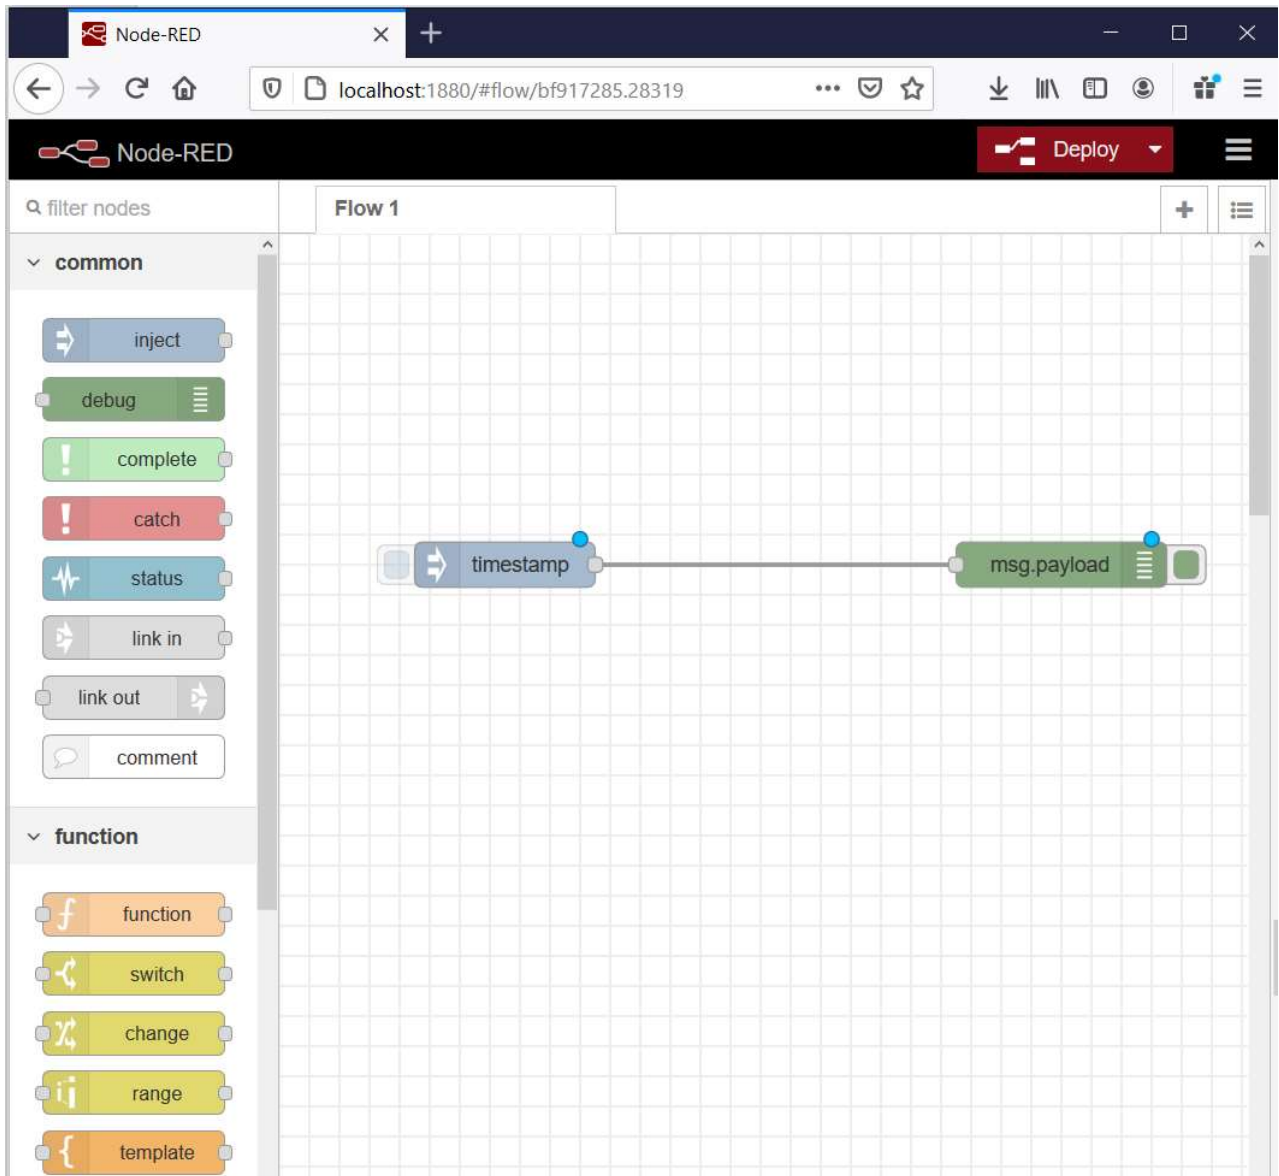 Node-RED
localhost:1880/#flow/bf917285.28319
Node-RED
Deploy
filter nodes
Flow 1
common
inject
debug
complete
catch
status
link in
link out
comment
function
function
switch
change
range
template
timestamp
msg.payload